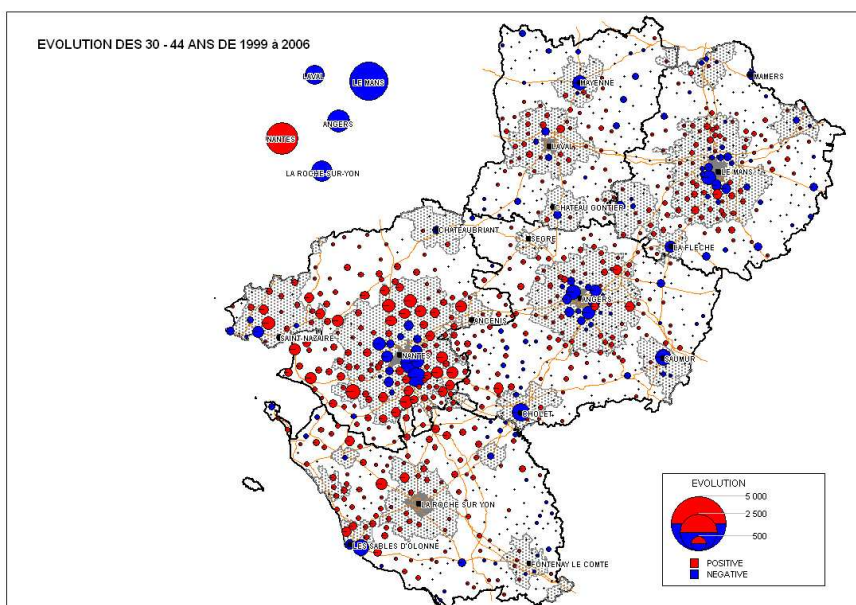 EVOLUTION DES 30 - 44 ANS DE 1999 à 2006
LAVAL
LE MANS
ANGERS
NANTES
LA ROCHE-SUR-YON
MAMERS
MAYENNE
LAVAL
LE MANS
CHATEAU GONTIER
CHATEAUBRIANT
SEGRE
LA FLECHE
ANGERS
ANCENIS
SAINT-NAZAIRE
NANTES
SAUMUR
CHOLET
LA ROCHE SUR YON
LES SABLES D'OLONNE
FONTENAY LE COMTE
EVOLUTION
5 000
2 500
500
POSITIVE
NEGATIVE